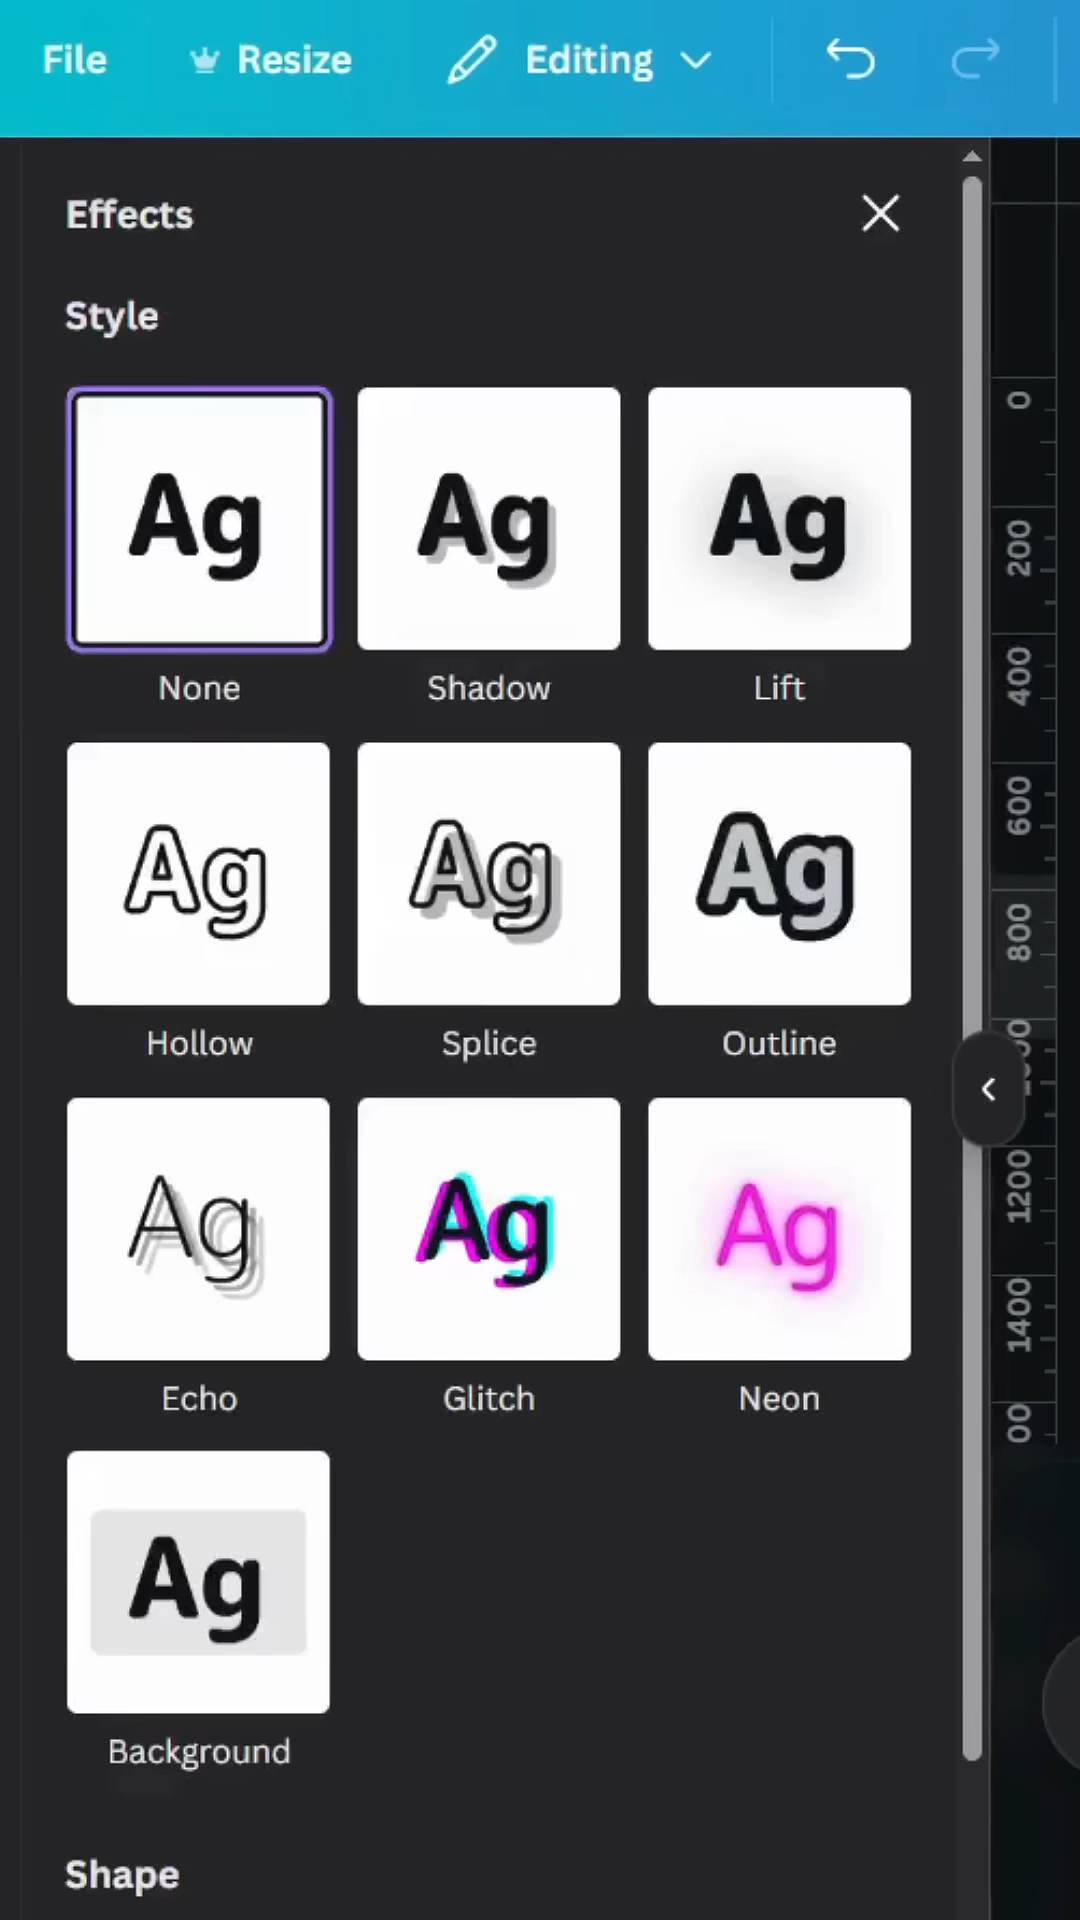 File Resize Editing
Effects
Style
Ag Ag Ag
None Shadow Lift
Ag Ag Ag
Hollow Splice Outline
Ag Ag Ag
Echo Glitch Neon
Ag
Background
Shape
0
200
400
600
800
1200
1400
00